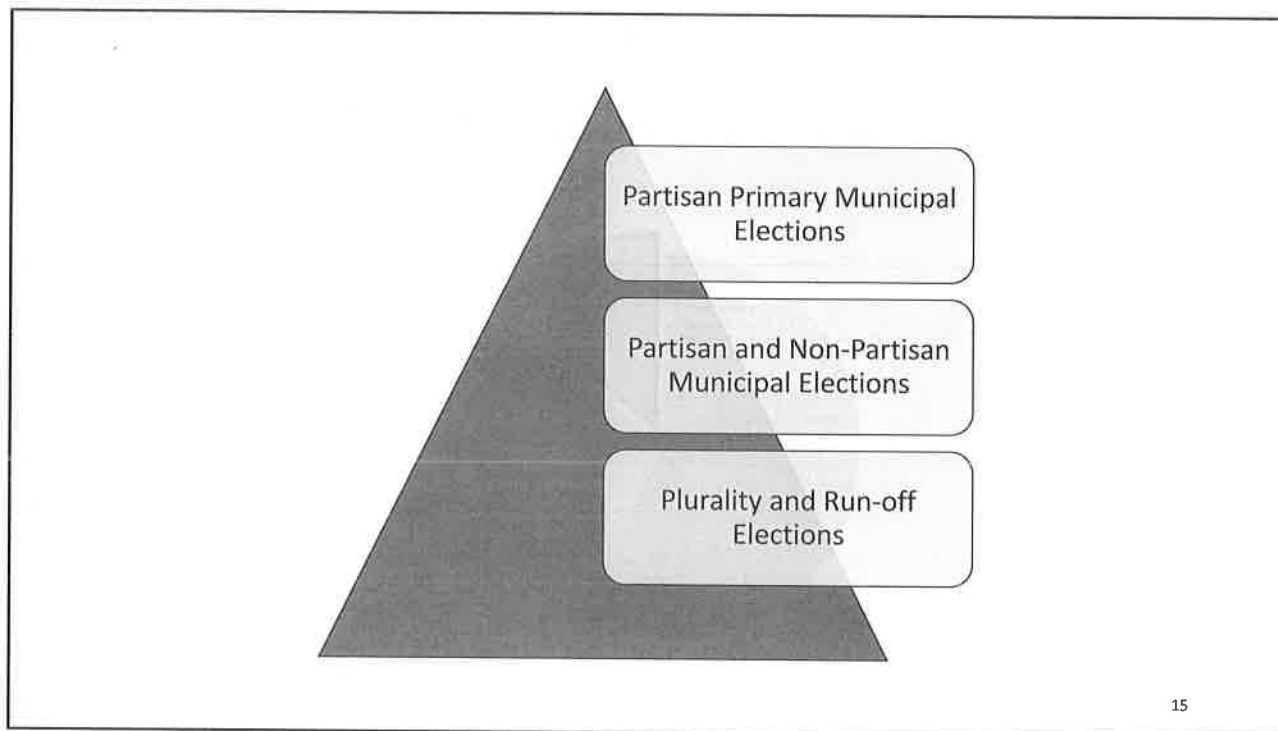 Partisan Primary Municipal
Elections
Partisan and Non-Partisan
Municipal Elections
Plurality and Run-off
Elections
15